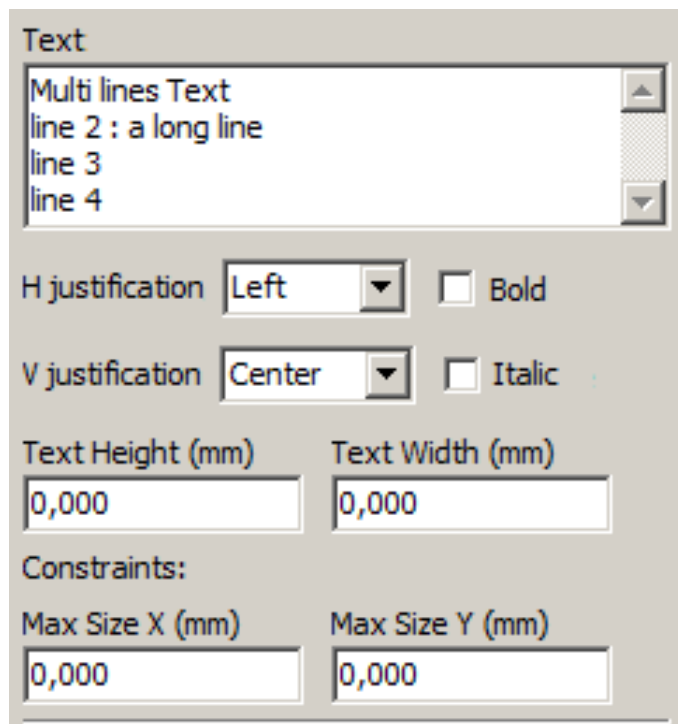 Text
Multi lines Text
line 2 : a long line
line 3
line 4
H justification Left Bold
V justification Center Italic
Text Height (mm) Text Width (mm)
0,000 0,000
Constraints:
Max Size X (mm) Max Size Y (mm)
0,000 0,000